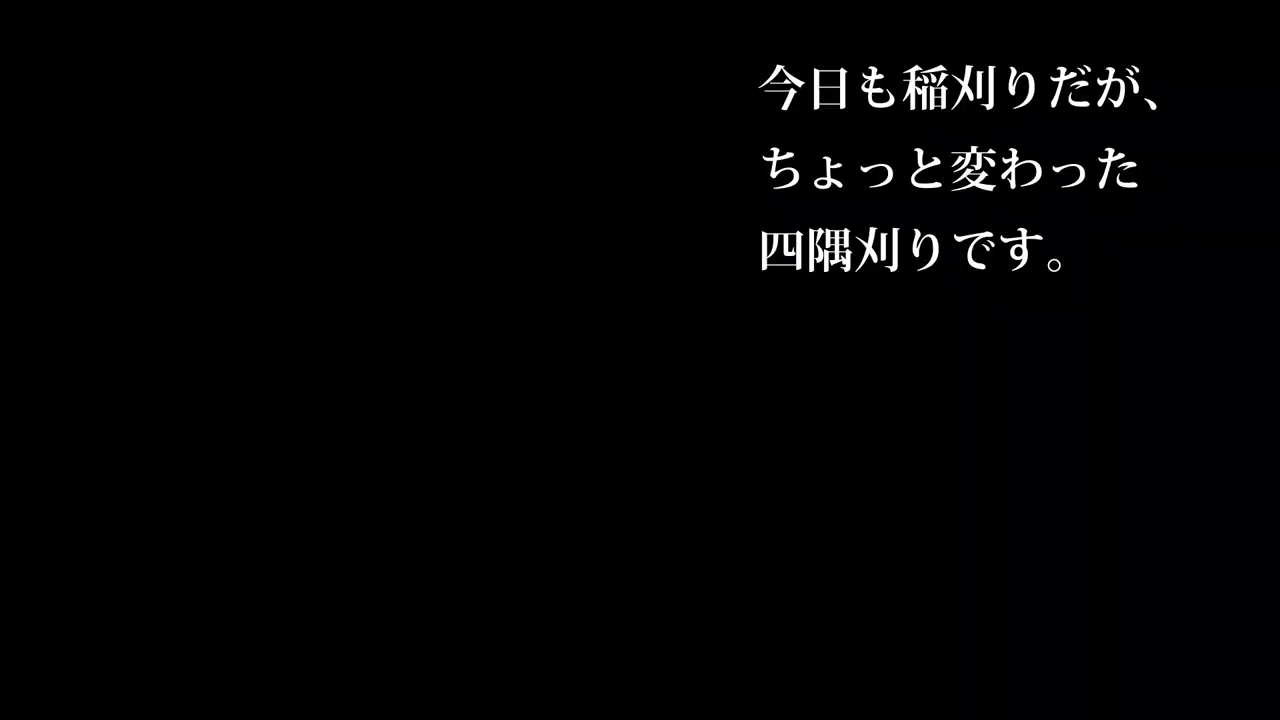 今日も稲刈りだが、
ちょっと変わった
四隅刈りです。